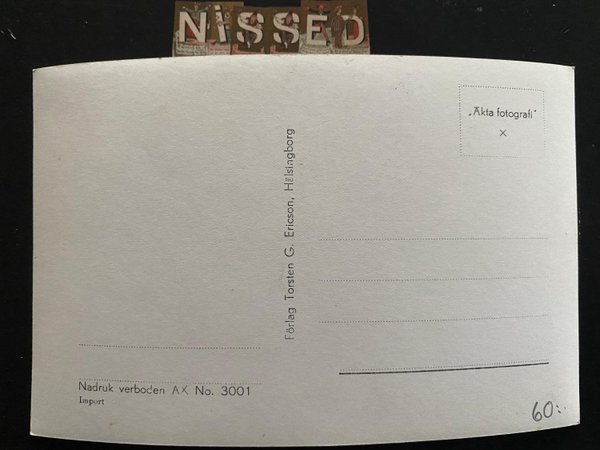 NiSSED
„Äkta fotografi“
×
Förlag Torsten G. Ericson, Hälsingborg
Nadruk verboden AX No. 3001
Import
60:-